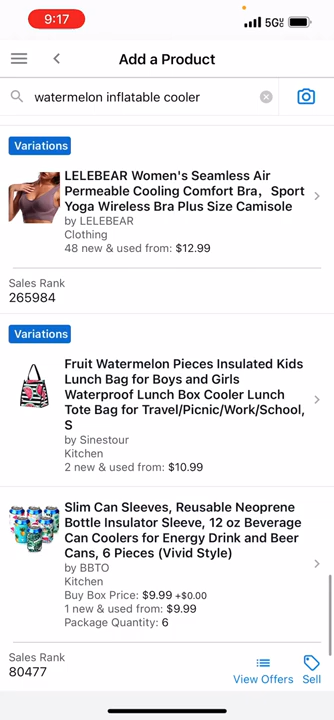 9:17
5G
Add a Product
watermelon inflatable cooler
Variations
LELEBEAR Women's Seamless Air
Permeable Cooling Comfort Bra，Sport
Yoga Wireless Bra Plus Size Camisole
by LELEBEAR
Clothing
48 new & used from: $12.99
Sales Rank
265984
Variations
Fruit Watermelon Pieces Insulated Kids
Lunch Bag for Boys and Girls
Waterproof Lunch Box Cooler Lunch
Tote Bag for Travel/Picnic/Work/School,
S
by Sinestour
Kitchen
2 new & used from: $10.99
Slim Can Sleeves, Reusable Neoprene
Bottle Insulator Sleeve, 12 oz Beverage
Can Coolers for Energy Drink and Beer
Cans, 6 Pieces (Vivid Style)
by BBTO
Kitchen
Buy Box Price: $9.99 +$0.00
1 new & used from: $9.99
Package Quantity: 6
Sales Rank
80477
View Offers
Sell